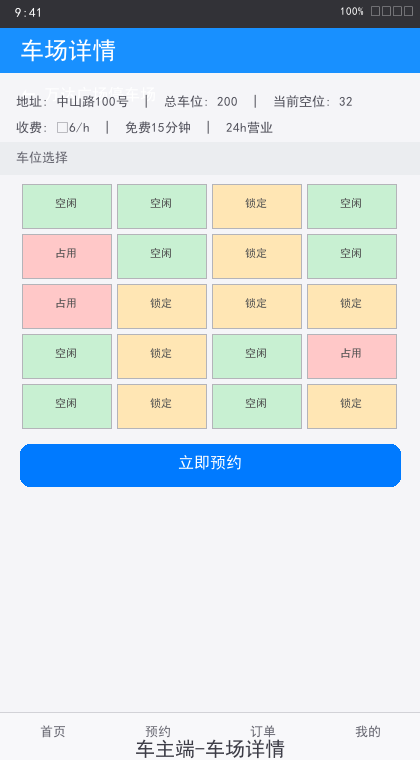 9:41 100% □□□□
车场详情
地址: 中山路100号 | 总车位: 200 | 当前空位: 32
收费: □6/h | 免费15分钟 | 24h营业
车位选择
空闲 空闲 锁定 空闲
占用 空闲 锁定 空闲
占用 锁定 锁定 锁定
空闲 锁定 空闲 占用
空闲 锁定 空闲 锁定
立即预约
首页 预约 订单 我的
车主端-车场详情